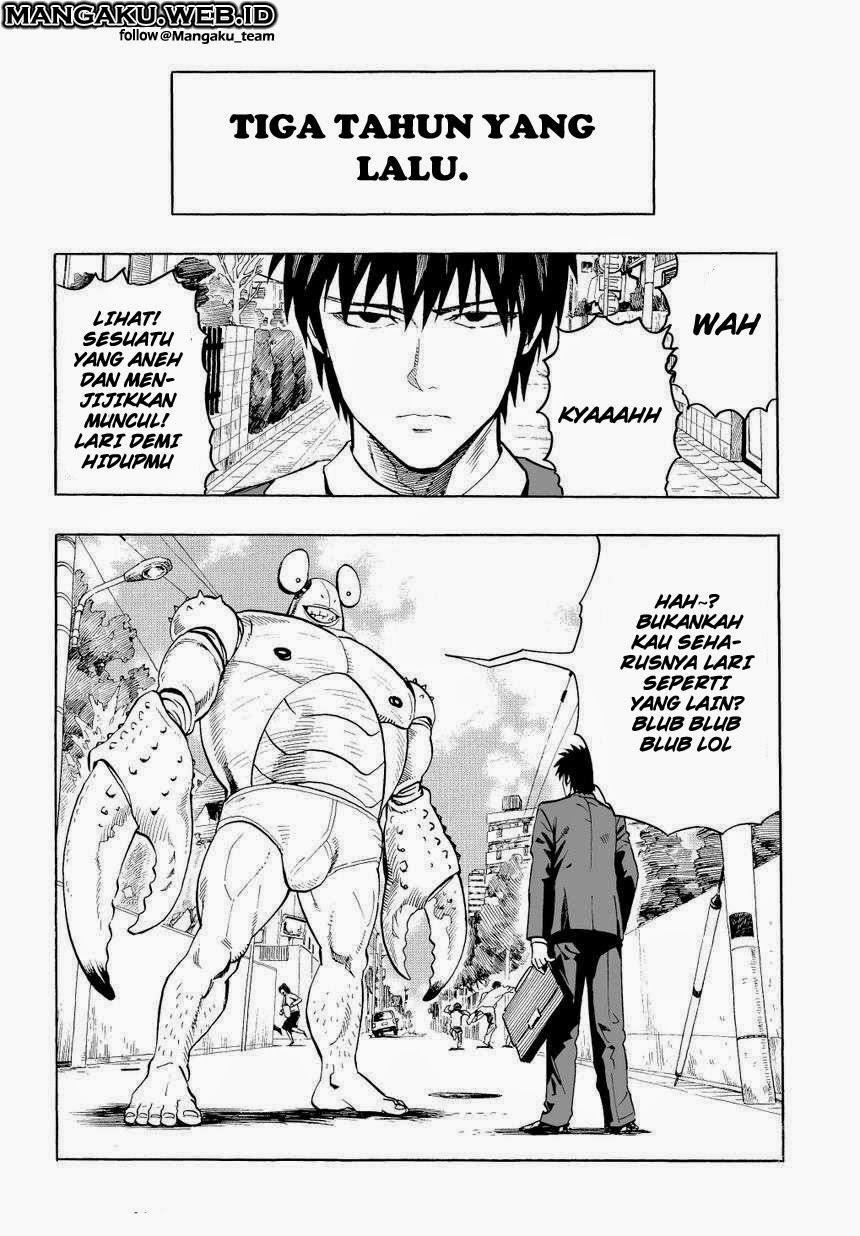 MANGAKU.WEB.ID
follow @Mangaku_team
TIGA TAHUN YANG
LALU.
WAH
KYAAAHH
LIHAT!
SESUATU
YANG ANEH
DAN MEN-
JIJIKKAN
MUNCUL!
LARI DEMI
HIDUPMU
HAH~?
BUKANKAH
KAU SEHA-
RUSNYA LARI
SEPERTI
YANG LAIN?
BLUB BLUB
BLUB LOL